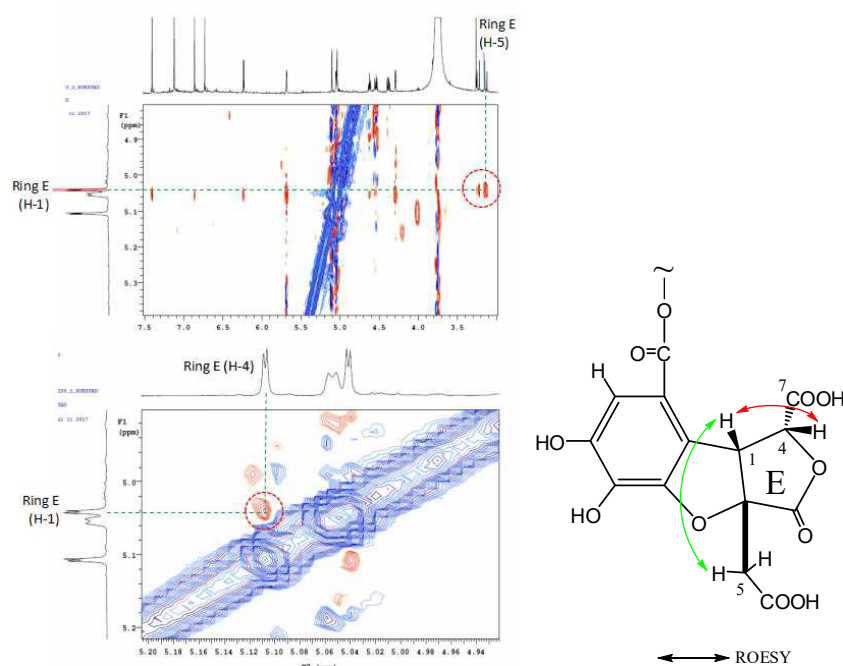 Ring E
(H-5)
11 2017
F1
(ppm)
4.9
5.0
5.1
5.2
5.3
Ring E
(H-1)
7.5 7.0 6.5 6.0 5.5 5.0 4.5 4.0 3.5
Ring E (H-4)
11 2017
F1
(ppm)
5.0
5.1
5.2
Ring E
(H-1)
5.20 5.18 5.16 5.14 5.12 5.10 5.08 5.06 5.04 5.02 5.00 4.98 4.96 4.94
~
O
O=C
H
7
COOH
H
H
HO
1
4
O
E
HO
O
O
H
H
5
COOH
ROESY